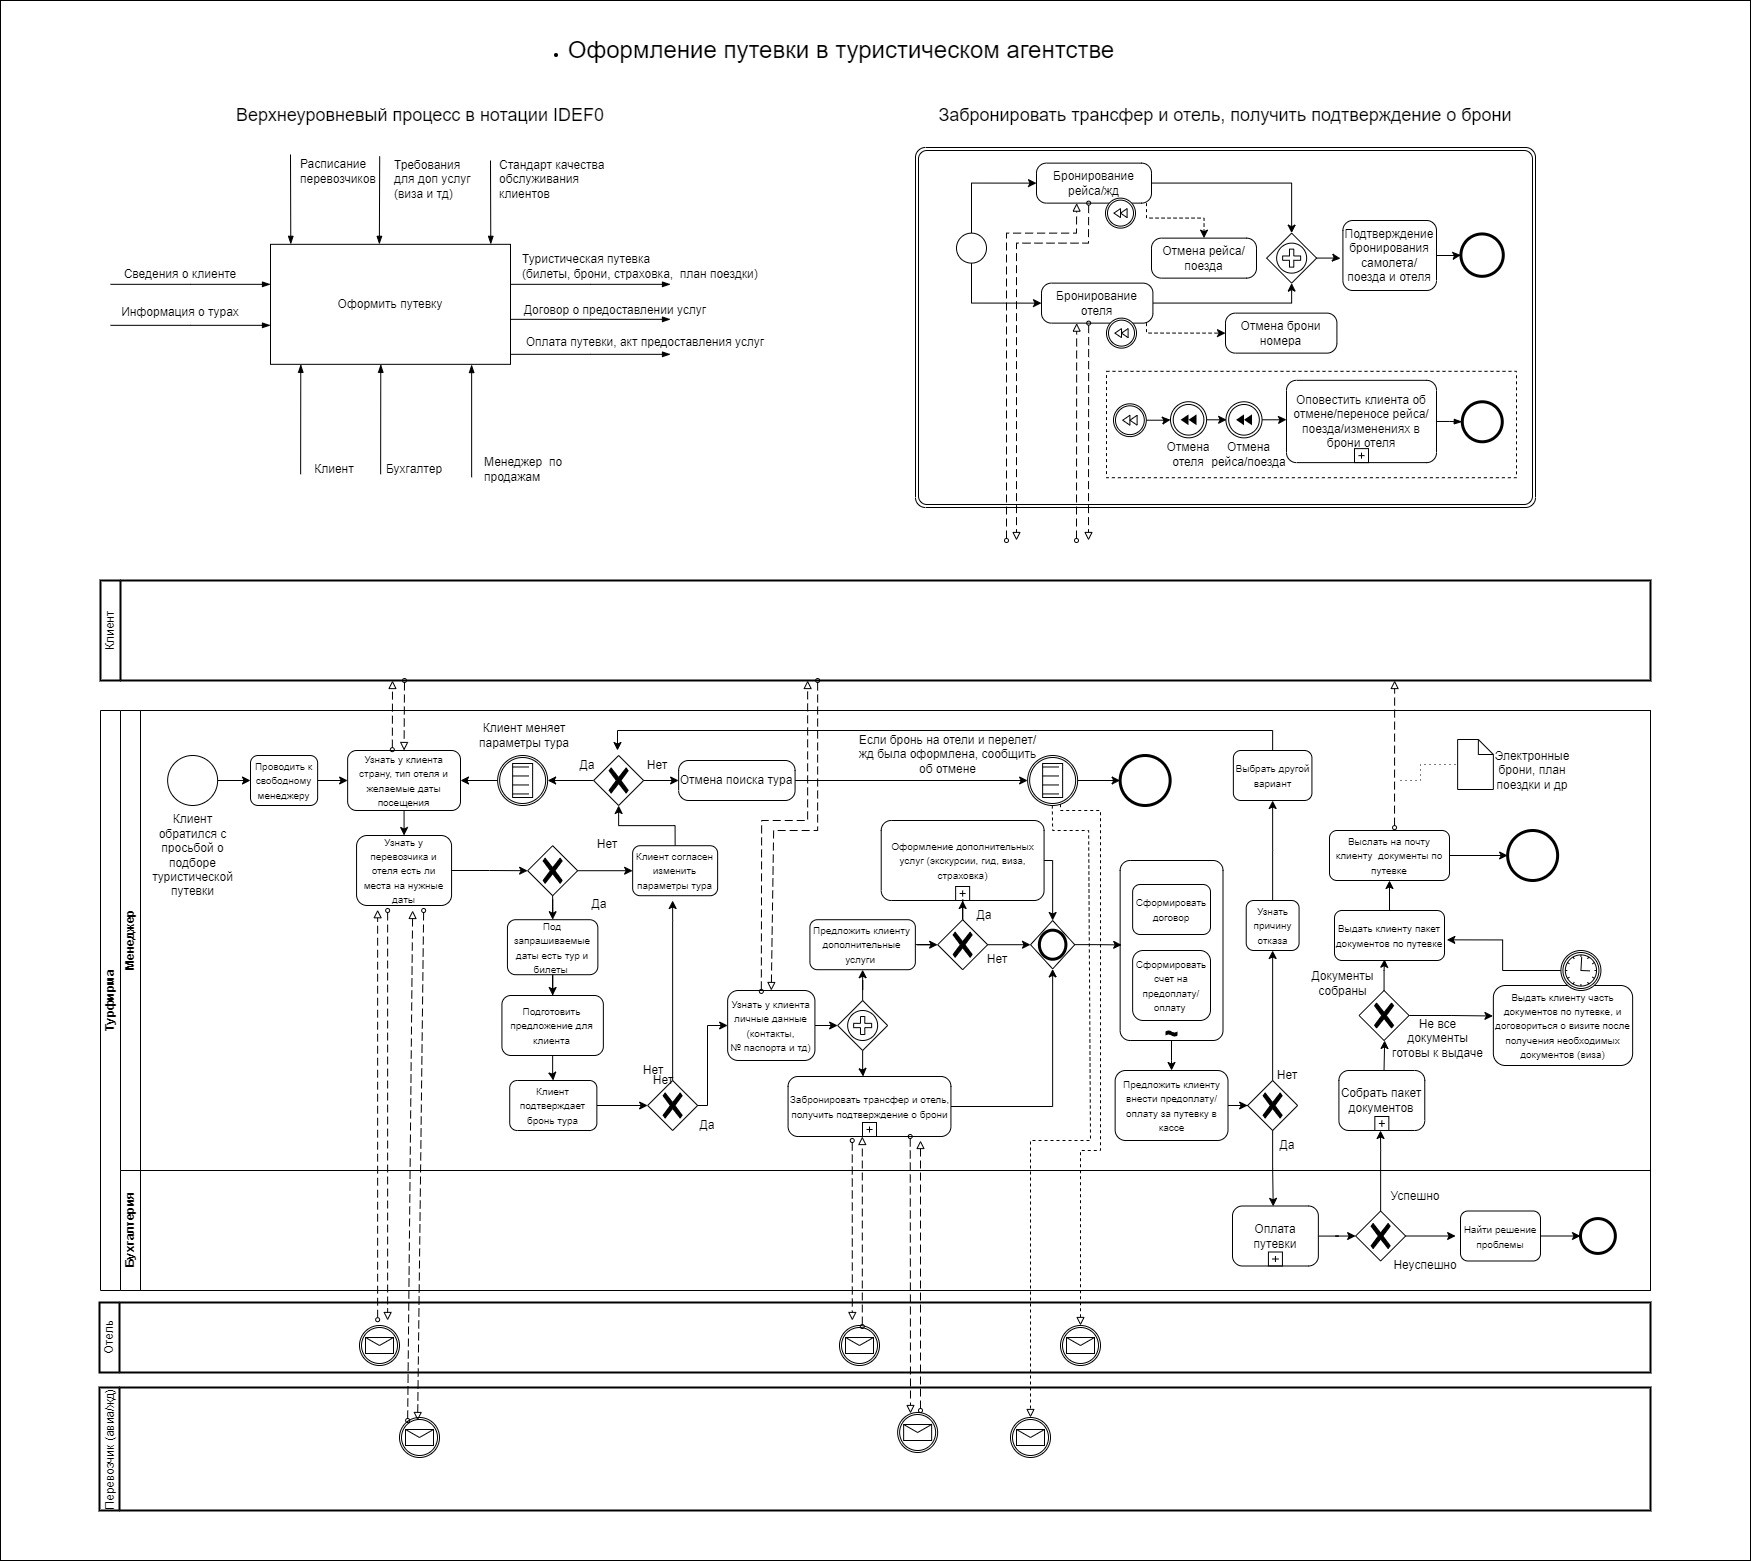 Оформление путевки в туристическом агентстве
Верхнеуровневый процесс в нотации IDEF0
Расписание
перевозчиков
Требования
для доп услуг
(виза и тд)
Стандарт качества
обслуживания
клиентов
Сведения о клиенте
Информация о турах
Оформить путевку
Туристическая путевка
(билеты, брони, страховка, план поездки)
Договор о предоставлении услуг
Оплата путевки, акт предоставления услуг
Клиент
Бухгалтер
Менеджер по
продажам
Забронировать трансфер и отель, получить подтверждение о брони
Бронирование
рейса/жд
Отмена рейса/
поезда
Подтверждение
бронирования
самолета/
поезда и отеля
Бронирование
отеля
Отмена брони
номера
Отмена
отеля
Отмена
рейса/поезда
Оповестить клиента об
отмене/переносе рейса/
поезда/изменениях в
брони отеля
Клиент
Турфирма
Менеджер
Клиент
обратился с
просьбой о
подборе
туристической
путевки
Проводить к
свободному
менеджеру
Узнать у клиента
страну, тип отеля и
желаемые даты
посещения
Узнать у
перевозчика и
отеля есть ли
места на нужные
даты
Клиент меняет
параметры тура
Да
Нет
Отмена поиска тура
Если бронь на отели и перелет/
жд была оформлена, сообщить
об отмене
Нет
Да
Клиент согласен
изменить
параметры тура
Под
запрашиваемые
даты есть тур и
билеты
Подготовить
предложение для
клиента
Клиент
подтверждает
бронь тура
Нет
Нет
Да
Узнать у клиента
личные данные
(контакты,
№ паспорта и тд)
Предложить клиенту
дополнительные
услуги
Да
Нет
Оформление дополнительных
услуг (экскурсии, гид, виза,
страховка)
Забронировать трансфер и отель,
получить подтверждение о брони
Сформировать
договор
Сформировать
счет на
предоплату/
оплату
Предложить клиенту
внести предоплату/
оплату за путевку в
кассе
Нет
Да
Узнать
причину
отказа
Выбрать другой
вариант
Электронные
брони, план
поездки и др
Выслать на почту
клиенту документы по
путевке
Выдать клиенту пакет
документов по путевке
Документы
собраны
Не все
документы
готовы к выдаче
Выдать клиенту часть
документов по путевке, и
договориться о визите после
получения необходимых
документов (виза)
Собрать пакет
документов
Бухгалтерия
Оплата
путевки
Успешно
Неуспешно
Найти решение
проблемы
Отель
Перевозчик (авиа/жд)